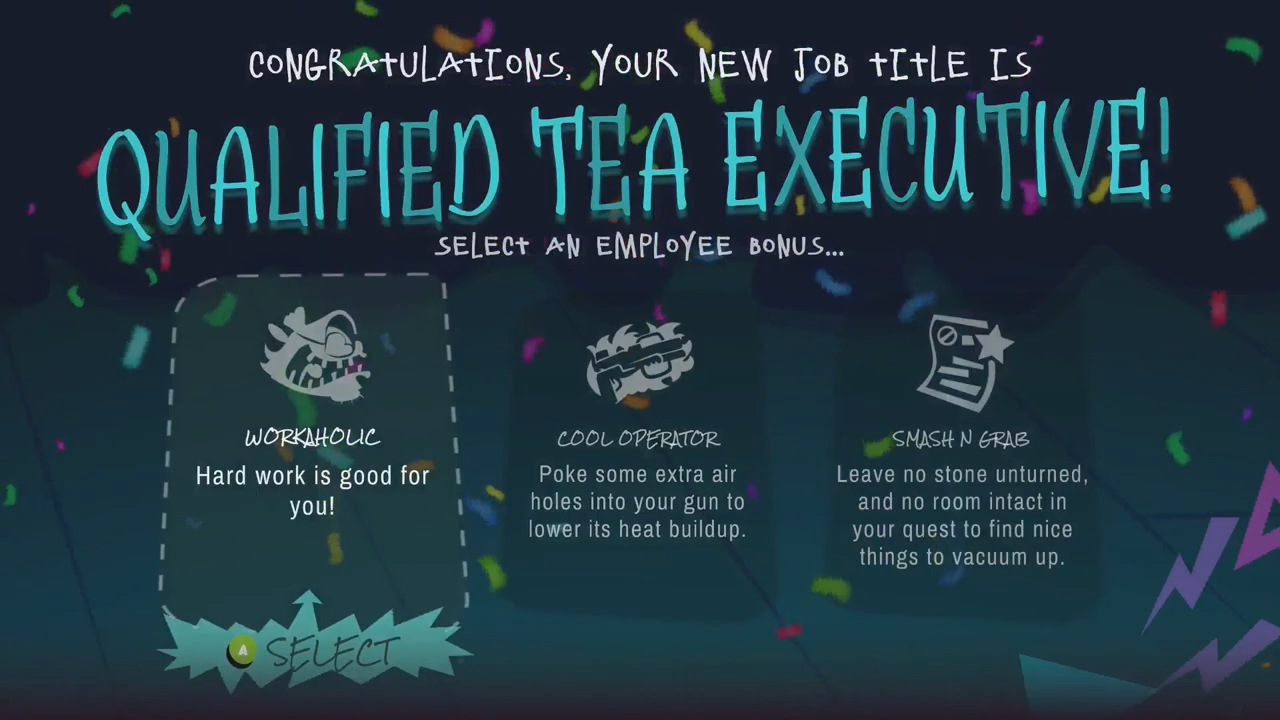 CONGRATULATIONS, YOUR NEW JOB TITLE IS
QUALIFIED TEA EXECUTIVE!
SELECT AN EMPLOYEE BONUS...
WORKAHOLIC
Hard work is good for
you!
COOL OPERATOR
Poke some extra air
holes into your gun to
lower its heat buildup.
SMASH N GRAB
Leave no stone unturned,
and no room intact in
your quest to find nice
things to vacuum up.
A SELECT